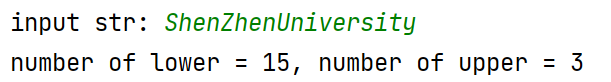 input str: ShenZhenUniversity
number of lower = 15, number of upper = 3